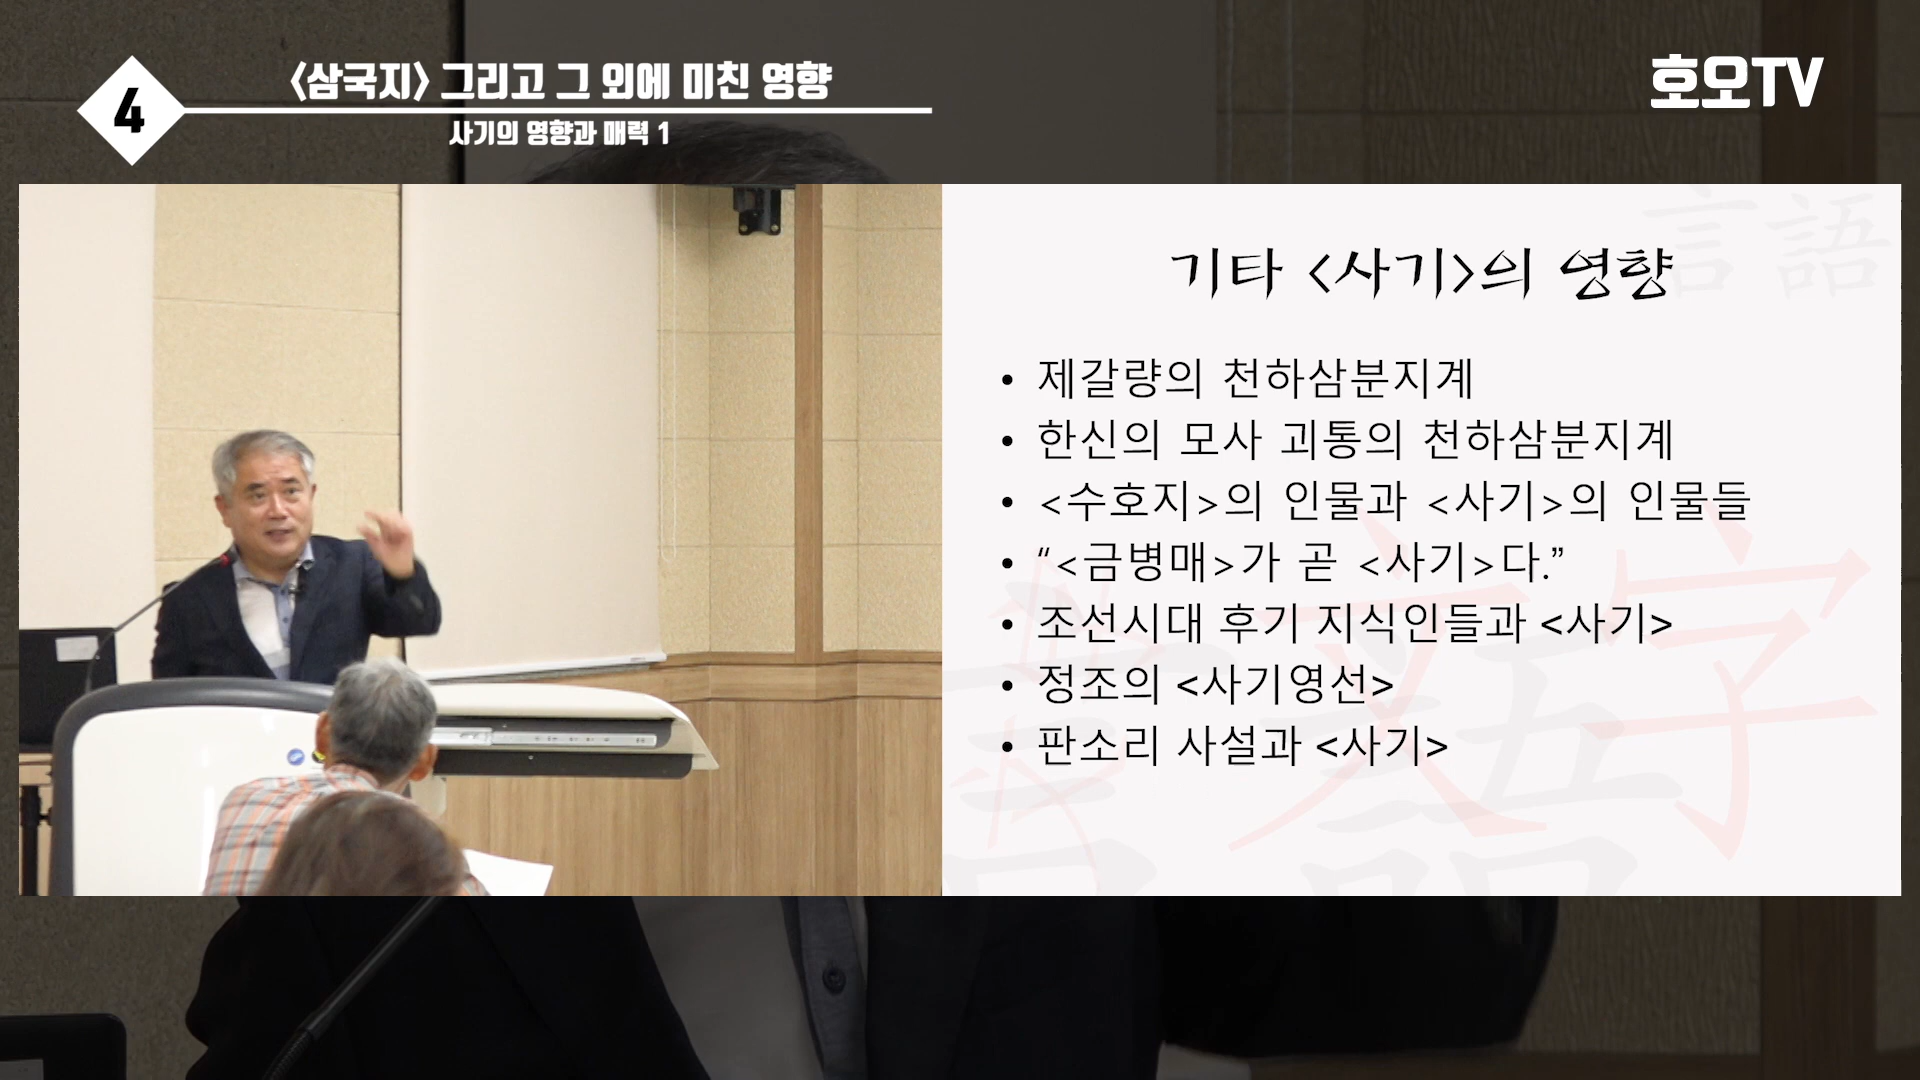 4
<삼국지> 그리고 그 외에 미친 영향
사기의 영향과 매력 1
호오TV
言語
기타 <사기>의 영향
• 제갈량의 천하삼분지계
• 한신의 모사 괴통의 천하삼분지계
• <수호지>의 인물과 <사기>의 인물들
• “<금병매>가 곧 <사기>다.”
• 조선시대 후기 지식인들과 <사기>
• 정조의 <사기영선>
• 판소리 사설과 <사기>
文字